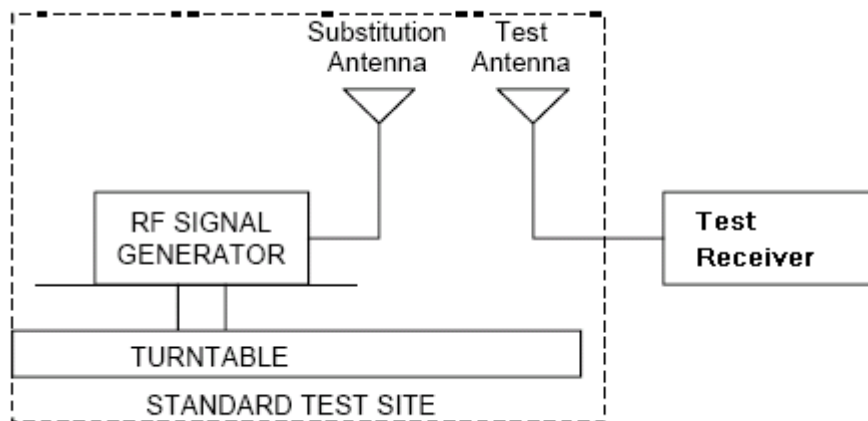 Substitution
Antenna
Test
Antenna
RF SIGNAL
GENERATOR
Test
Receiver
TURNTABLE
STANDARD TEST SITE